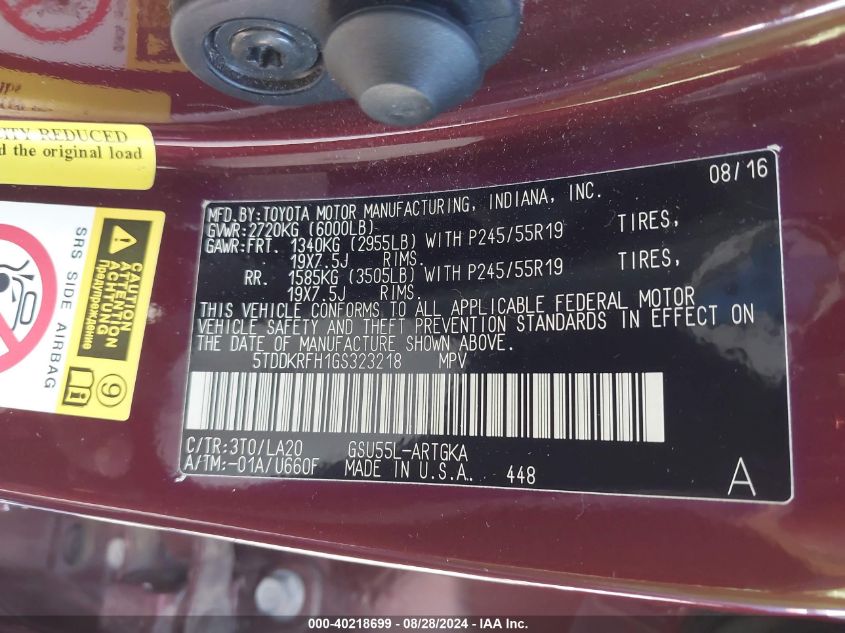 CITY REDUCED
d the original load
SRS SIDE AIRBAG
CAUTION
ATTENTION
ACHTUNG
Предупреждение
9
08/16
MFD.BY:TOYOTA MOTOR MANUFACTURING, INDIANA, INC.
GVWR:2720KG (6000LB)
GAWR:FRT. 1340KG (2955LB) WITH P245/55R19 TIRES,
19X7.5J RIMS.
RR. 1585KG (3505LB) WITH P245/55R19 TIRES,
19X7.5J RIMS.
THIS VEHICLE CONFORMS TO ALL APPLICABLE FEDERAL MOTOR
VEHICLE SAFETY AND THEFT PREVENTION STANDARDS IN EFFECT ON
THE DATE OF MANUFACTURE SHOWN ABOVE.
5TDDKRFH1GS323218 MPV
C/TR:3T0/LA20 GSU55L-ARTGKA
A/TM:-01A/U660F MADE IN U.S.A. 448
A
000-40218699 - 08/28/2024 - IAA Inc.